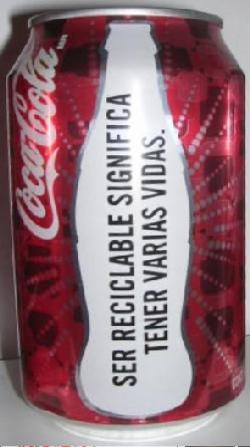 Coca-Cola
SER RECICLABLE SIGNIFICA
TENER VARIAS VIDAS.